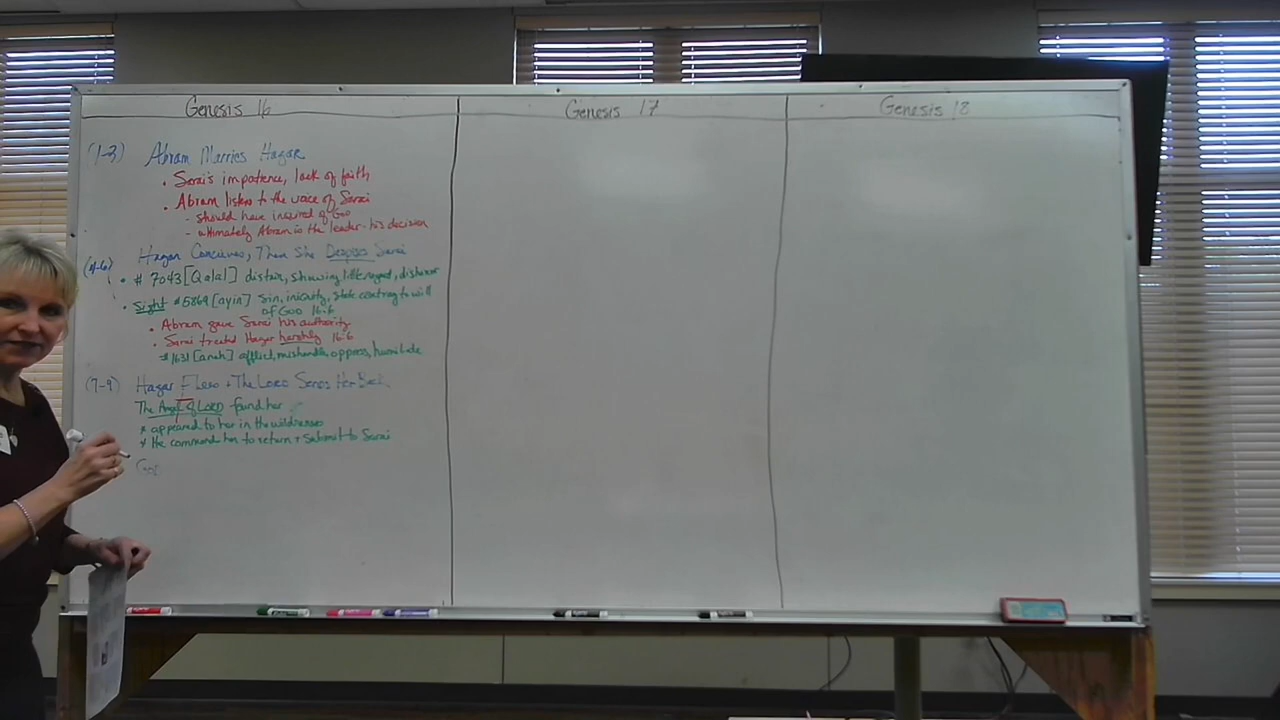 Genesis 16
(1-3) Abram Marries Hagar
• Sarai's impatience, lack of faith
• Abram listens to the voice of Sarai
- should have inquired of God
- ultimately Abram is the leader - his decision
(4-6) Hagar Conceives, Then She Despises Sarai
• # 7043 [Qalal] distain, showing little regard, dishonor
• Sight # 5869 [ayin] sin, iniquity, state contrary to will
of God 16:6
• Abram gave Sarai his authority
• Sarai treated Hagar harshly 16:6
[anah] afflict, mishandle, oppress, humiliate
(7-9) Hagar Flees + The LORD Sends Her Back
The Angel of LORD found her
* appeared to her in the wilderness
* He command her to return + submit to Sarai
God
Genesis 17
Genesis 18